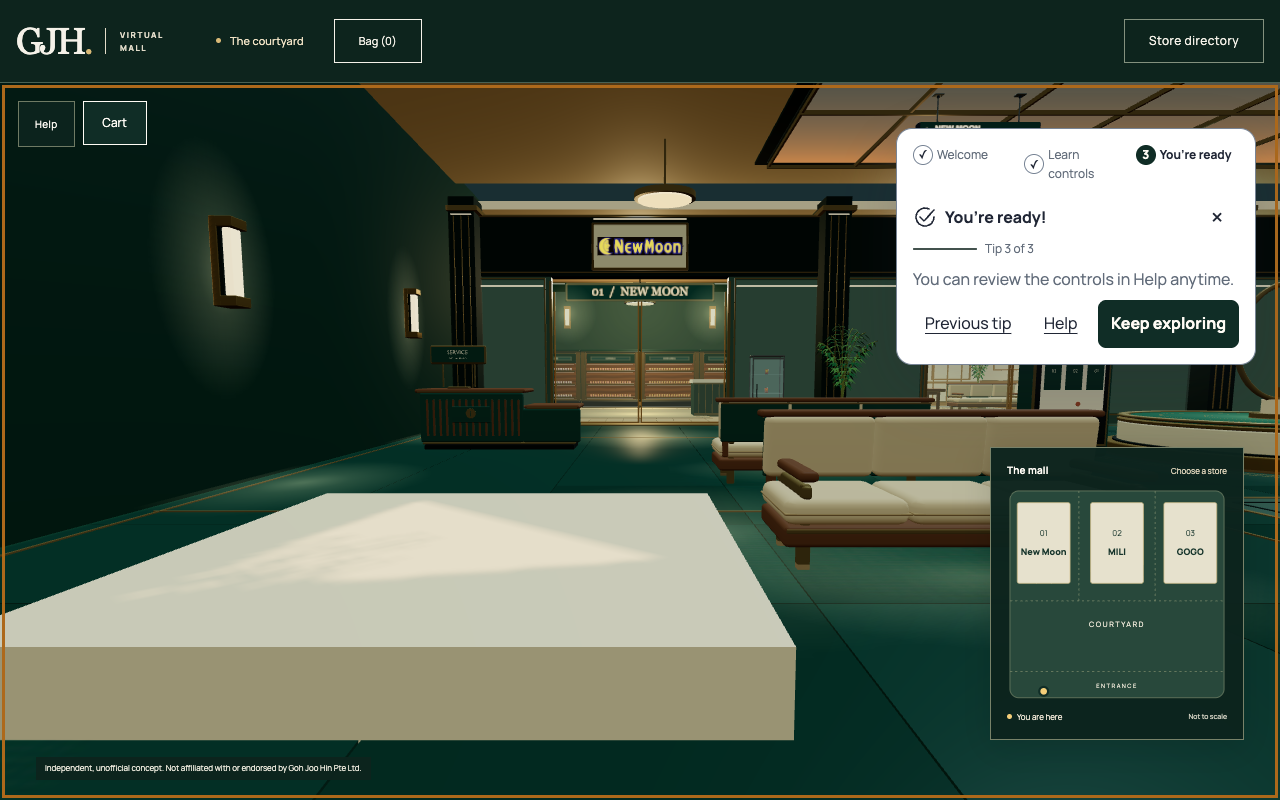 GJH.
VIRTUAL
MALL
The courtyard
Bag (0)
Store directory
Help
Cart
NEW MOON
Welcome
Learn
controls
3 You're ready
You're ready!
Tip 3 of 3
You can review the controls in Help anytime.
Previous tip
Help
Keep exploring
NewMoon
01 / NEW MOON
SERVICE
The mall
Choose a store
01
New Moon
02
MILI
03
GOGO
COURTYARD
ENTRANCE
You are here
Not to scale
Independent, unofficial concept. Not affiliated with or endorsed by Goh Joo Hin Pte Ltd.